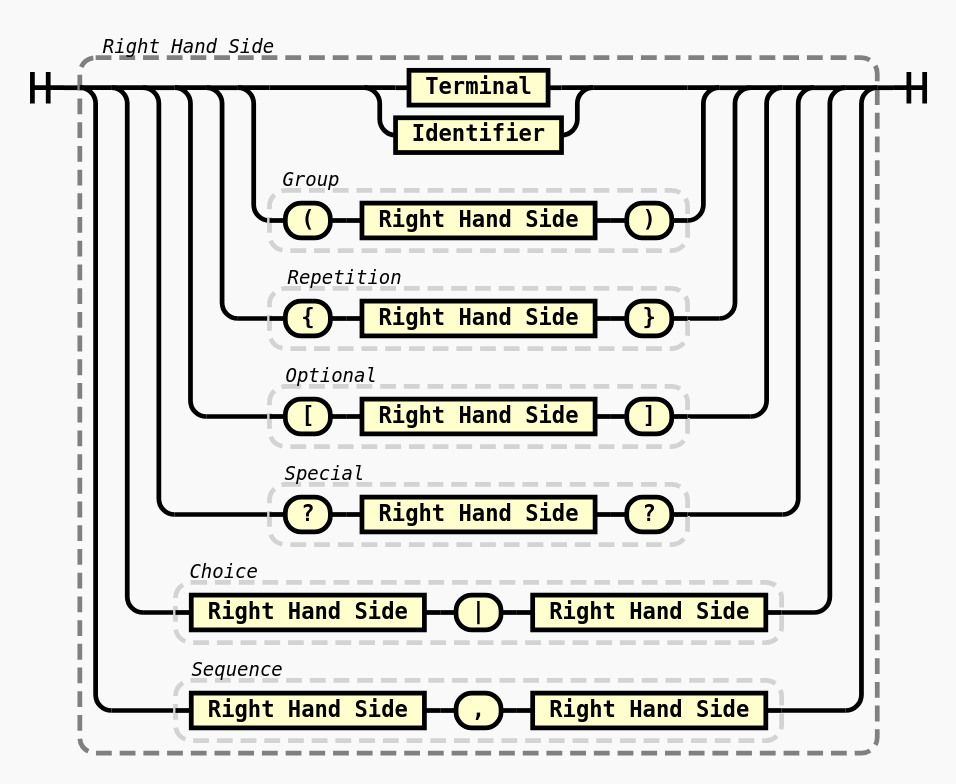 Right Hand Side
Terminal
Identifier
Group
( Right Hand Side )
Repetition
{ Right Hand Side }
Optional
[ Right Hand Side ]
Special
? Right Hand Side ?
Choice
Right Hand Side | Right Hand Side
Sequence
Right Hand Side , Right Hand Side